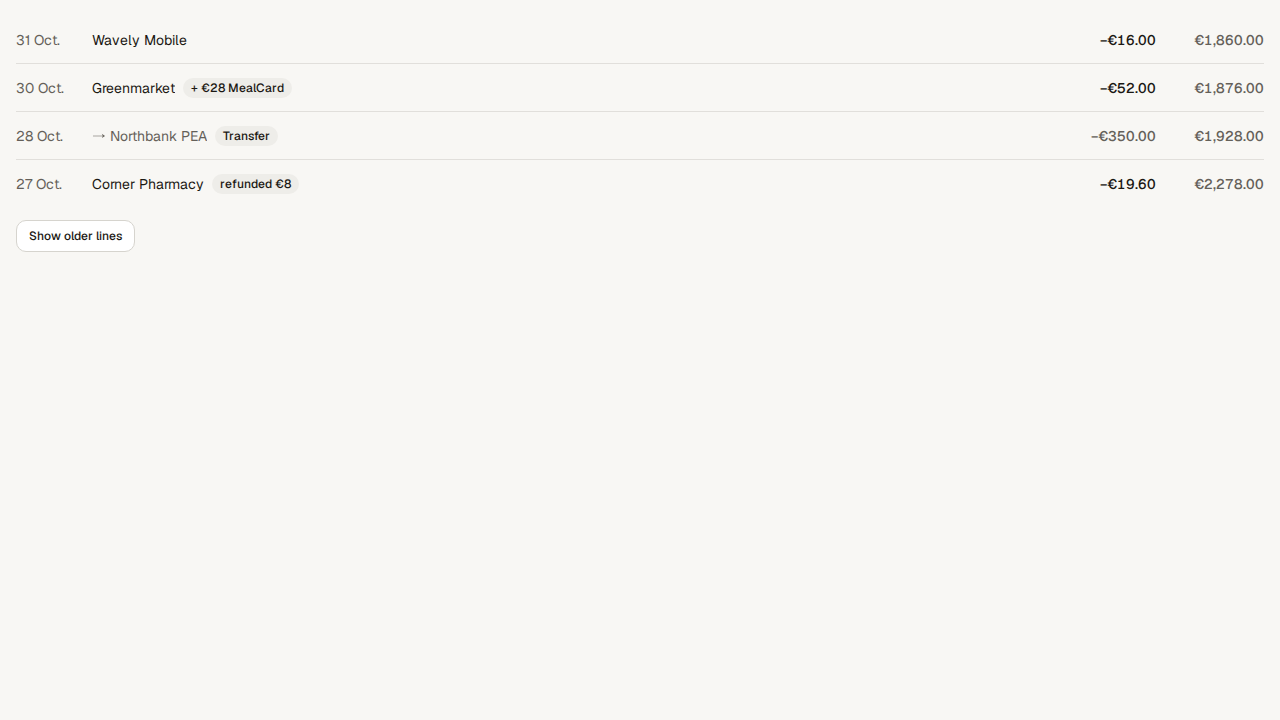 31 Oct. Wavely Mobile −€16.00 €1,860.00
30 Oct. Greenmarket + €28 MealCard −€52.00 €1,876.00
28 Oct. → Northbank PEA Transfer −€350.00 €1,928.00
27 Oct. Corner Pharmacy refunded €8 −€19.60 €2,278.00
Show older lines